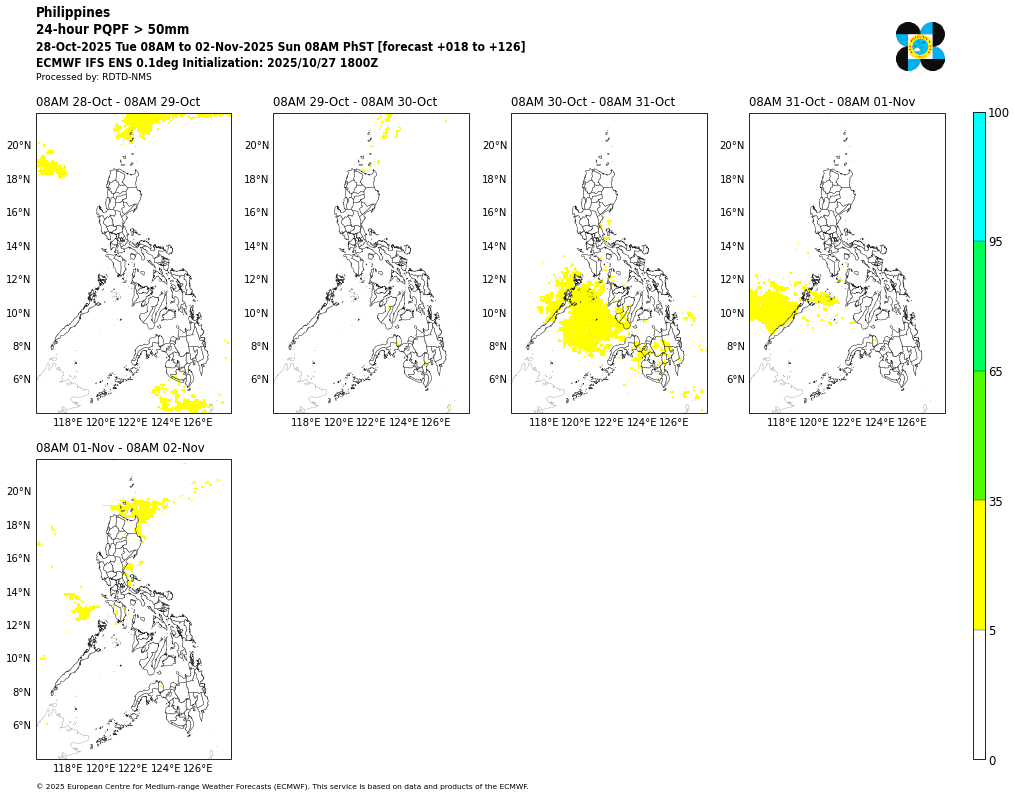 Philippines
24-hour PQPF > 50mm
28-Oct-2025 Tue 08AM to 02-Nov-2025 Sun 08AM PhST [forecast +018 to +126]
ECMWF IFS ENS 0.1deg Initialization: 2025/10/27 1800Z
Processed by: RDTD-NMS
08AM 28-Oct - 08AM 29-Oct
08AM 29-Oct - 08AM 30-Oct
08AM 30-Oct - 08AM 31-Oct
08AM 31-Oct - 08AM 01-Nov
20°N
18°N
16°N
14°N
12°N
10°N
8°N
6°N
118°E 120°E 122°E 124°E 126°E
20°N
18°N
16°N
14°N
12°N
10°N
8°N
6°N
118°E 120°E 122°E 124°E 126°E
20°N
18°N
16°N
14°N
12°N
10°N
8°N
6°N
118°E 120°E 122°E 124°E 126°E
20°N
18°N
16°N
14°N
12°N
10°N
8°N
6°N
118°E 120°E 122°E 124°E 126°E
100
95
65
35
5
0
08AM 01-Nov - 08AM 02-Nov
20°N
18°N
16°N
14°N
12°N
10°N
8°N
6°N
118°E 120°E 122°E 124°E 126°E
© 2025 European Centre for Medium-range Weather Forecasts (ECMWF). This service is based on data and products of the ECMWF.